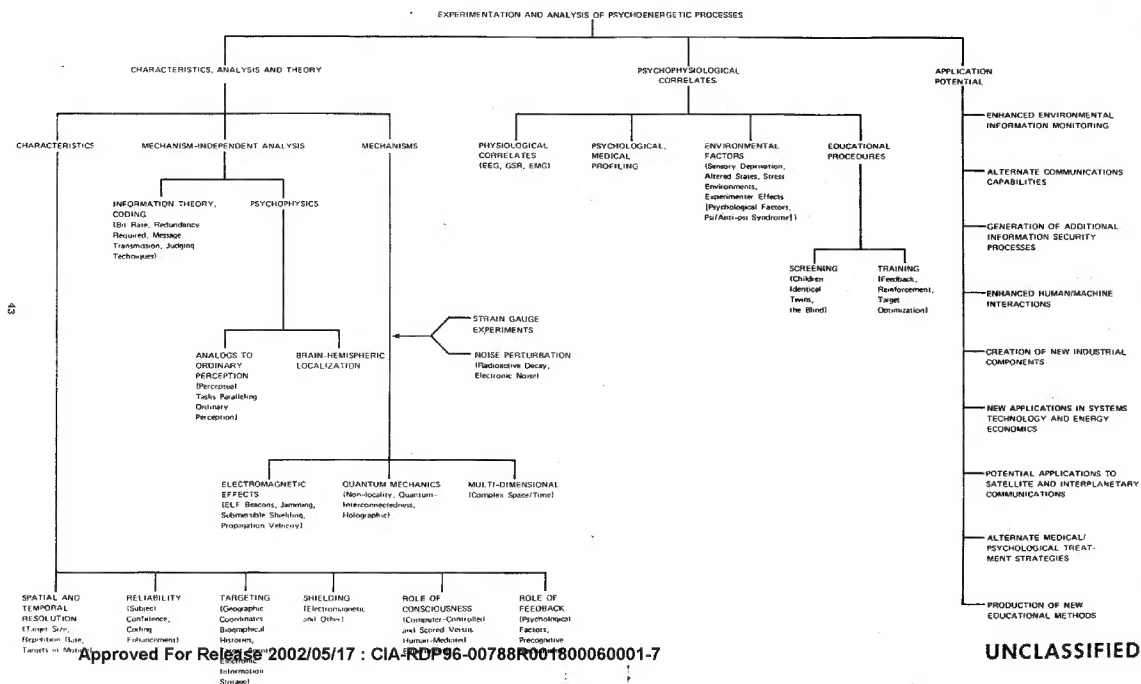 EXPERIMENTATION AND ANALYSIS OF PSYCHOENERGETIC PROCESSES
CHARACTERISTICS, ANALYSIS AND THEORY
PSYCHOPHYSIOLOGICAL
CORRELATES
APPLICATION
POTENTIAL
CHARACTERISTICS
MECHANISM-INDEPENDENT ANALYSIS
MECHANISMS
PHYSIOLOGICAL
CORRELATES
(EEG, GSR, EMG)
PSYCHOLOGICAL,
MEDICAL
PROFILING
ENVIRONMENTAL
FACTORS
(Sensory Deprivation,
Altered States, Stress
Environments,
Experimenter Effects
[Psychological Factors,
Psi/Anti-psi Syndrome])
EDUCATIONAL
PROCEDURES
INFORMATION THEORY,
CODING
(Bit Rate, Redundancy
Required, Message
Transmission, Judging
Techniques)
PSYCHOPHYSICS
SCREENING
(Children
Identical
Twins,
the Blind)
TRAINING
(Feedback,
Reinforcement,
Target
Optimization)
43
STRAIN GAUGE
EXPERIMENTS
NOISE PERTURBATION
(Radioactive Decay,
Electronic Noise)
ANALOGS TO
ORDINARY
PERCEPTION
(Perceptual
Tasks Paralleling
Ordinary
Perception)
BRAIN-HEMISPHERIC
LOCALIZATION
ELECTROMAGNETIC
EFFECTS
(ELF Beacons, Jamming,
Submersible Shielding,
Propagation Velocity)
QUANTUM MECHANICS
(Non-locality, Quantum-
Interconnectedness,
Holographic)
MULTI-DIMENSIONAL
(Complex Space/Time)
ENHANCED ENVIRONMENTAL
INFORMATION MONITORING
ALTERNATE COMMUNICATIONS
CAPABILITIES
GENERATION OF ADDITIONAL
INFORMATION SECURITY
PROCESSES
ENHANCED HUMAN/MACHINE
INTERACTIONS
CREATION OF NEW INDUSTRIAL
COMPONENTS
NEW APPLICATIONS IN SYSTEMS
TECHNOLOGY AND ENERGY
ECONOMICS
POTENTIAL APPLICATIONS TO
SATELLITE AND INTERPLANETARY
COMMUNICATIONS
ALTERNATE MEDICAL/
PSYCHOLOGICAL TREAT-
MENT STRATEGIES
PRODUCTION OF NEW
EDUCATIONAL METHODS
SPATIAL AND
TEMPORAL
RESOLUTION
(Target Size,
Repetition Rate,
Targets in Motion)
RELIABILITY
(Subject
Confidence,
Coding
Enhancement)
TARGETING
(Geographic
Coordinates
Biographical
Histories,
Electronic
Information
Storage)
SHIELDING
(Electromagnetic
and Other)
ROLE OF
CONSCIOUSNESS
(Computer-Controlled
and Scored Versus
Human-Mediated
ROLE OF
FEEDBACK
(Psychological
Factors,
Precognitive
Approved For Release 2002/05/17 : CIA-RDP96-00788R001800060001-7
UNCLASSIFIED